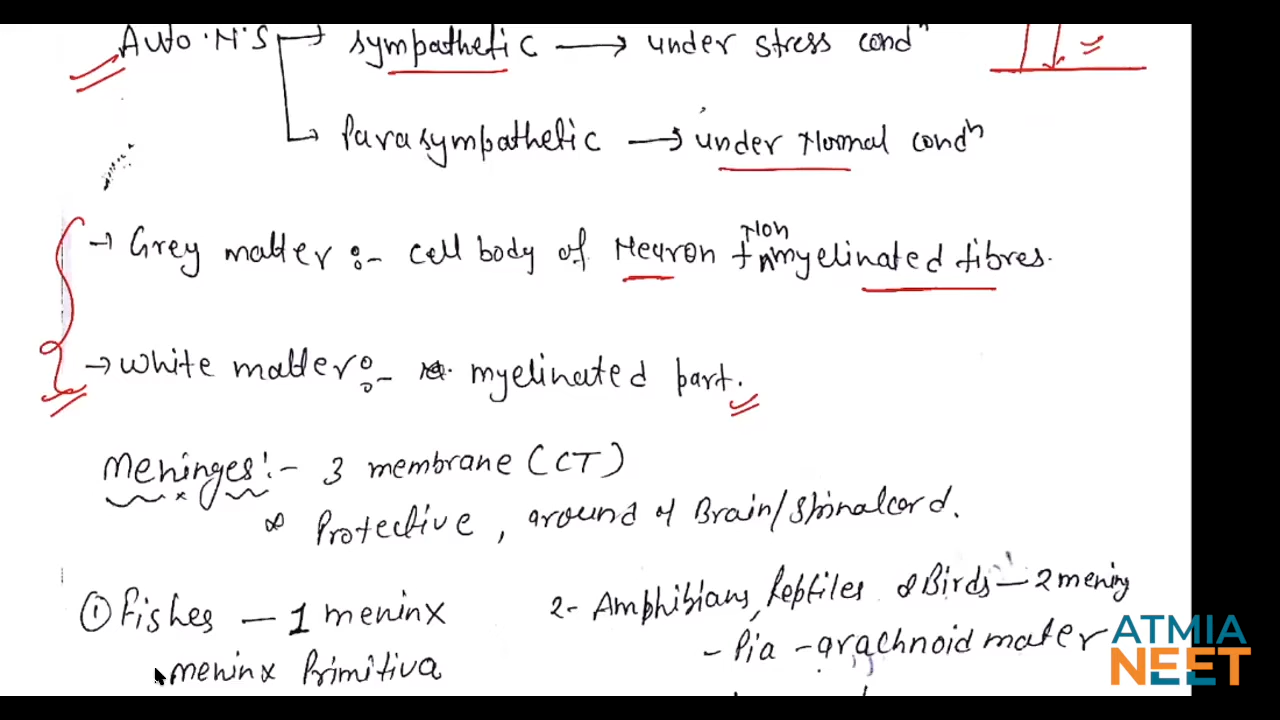 Auto.N.S → sympathetic → under stress condⁿ
→ Parasympathetic → under Normal condⁿ
→ Grey matter :- cell body of Neuron + Non myelinated fibres.
→ White matter :- myelinated part.
Meninges :- 3 membrane (CT)
Protective, around of Brain/Spinalcord.
① Fishes — 1 meninx
meninx Primitiva
2- Amphibians, Reptiles & Birds — 2 mening
- Pia - arachnoid mater
ATMIA
NEET